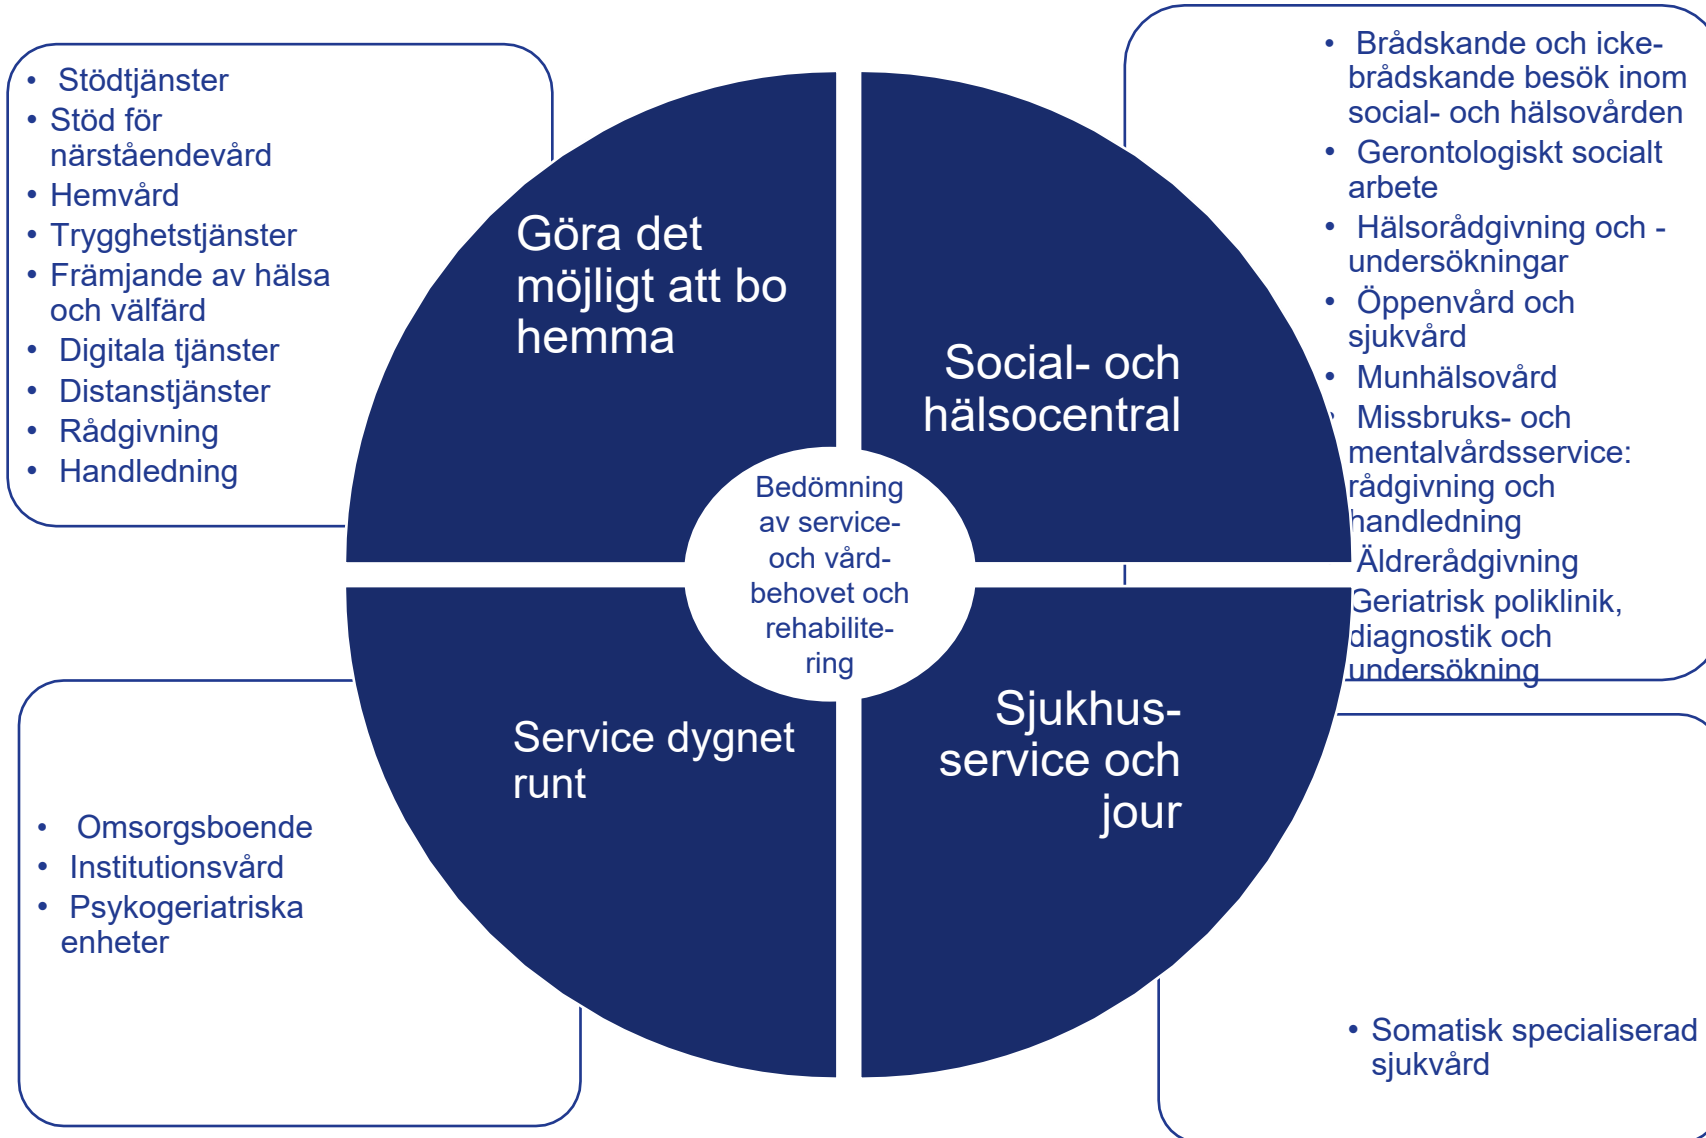 • Stödtjänster
• Stöd för
närståendevård
• Hemvård
• Trygghetstjänster
• Främjande av hälsa
och välfärd
• Digitala tjänster
• Distanstjänster
• Rådgivning
• Handledning
Göra det
möjligt att bo
hemma
Social- och
hälsocentral
• Brådskande och icke-
brådskande besök inom
social- och hälsovården
• Gerontologiskt socialt
arbete
• Hälsorådgivning och -
undersökningar
• Öppenvård och
sjukvård
• Munhälsovård
• Missbruks- och
mentalvårdsservice:
rådgivning och
handledning
Äldrerådgivning
Geriatrisk poliklinik,
diagnostik och
undersökning
Bedömning
av service-
och vård-
behovet och
rehabilite-
ring
Service dygnet
runt
Sjukhus-
service och
jour
• Omsorgsboende
• Institutionsvård
• Psykogeriatriska
enheter
• Somatisk specialiserad
sjukvård